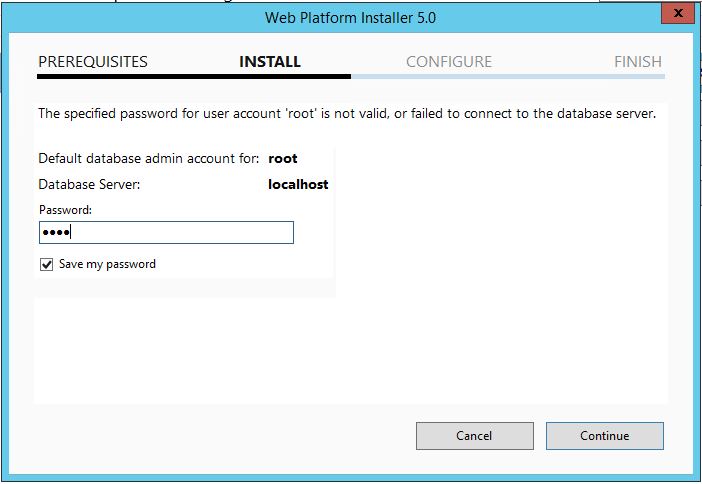 Web Platform Installer 5.0
x
PREREQUISITES INSTALL CONFIGURE FINISH
The specified password for user account 'root' is not valid, or failed to connect to the database server.
Default database admin account for: root
Database Server: localhost
Password:
••••
Save my password
Cancel Continue